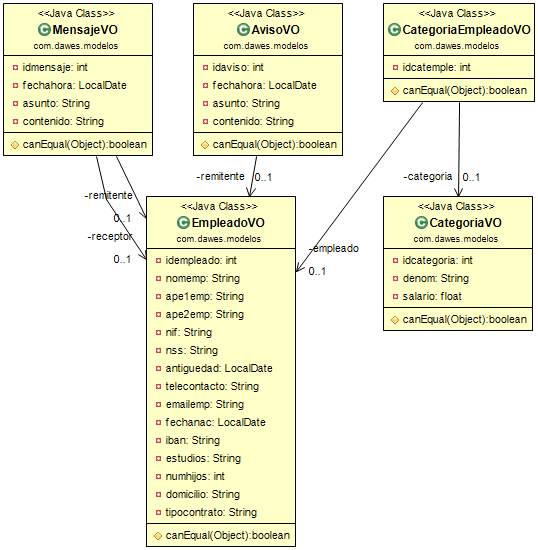 <<Java Class>>
MensajeVO
com.dawes.modelos
idmensaje: int
fechahora: LocalDate
asunto: String
contenido: String
canEqual(Object):boolean
<<Java Class>>
AvisoVO
com.dawes.modelos
idaviso: int
fechahora: LocalDate
asunto: String
contenido: String
canEqual(Object):boolean
<<Java Class>>
CategoriaEmpleadoVO
com.dawes.modelos
idcatemple: int
canEqual(Object):boolean
-remitente
0..1
-receptor
0..1
-remitente
0..1
-empleado
0..1
-categoria
0..1
<<Java Class>>
EmpleadoVO
com.dawes.modelos
idempleado: int
nomemp: String
ape1emp: String
ape2emp: String
nif: String
nss: String
antiguedad: LocalDate
telecontacto: String
emailemp: String
fechanac: LocalDate
iban: String
estudios: String
numhijos: int
domicilio: String
tipocontrato: String
canEqual(Object):boolean
<<Java Class>>
CategoriaVO
com.dawes.modelos
idcategoria: int
denom: String
salario: float
canEqual(Object):boolean